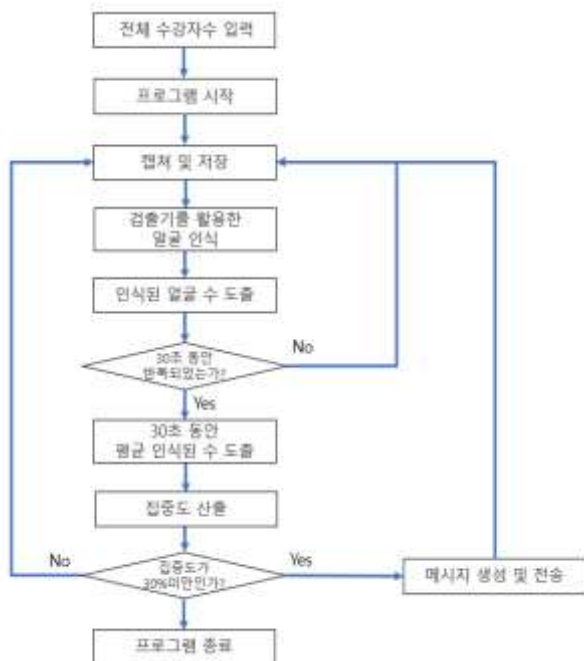 전체 수강자수 입력
프로그램 시작
캡쳐 및 저장
검출기를 활용한
얼굴 인식
인식된 얼굴 수 도출
30초 동안
반복되었는가?
No
Yes
30초 동안
평균 인식된 수 도출
집중도 산출
집중도가
30%미만인가?
No
Yes
메시지 생성 및 전송
프로그램 종료